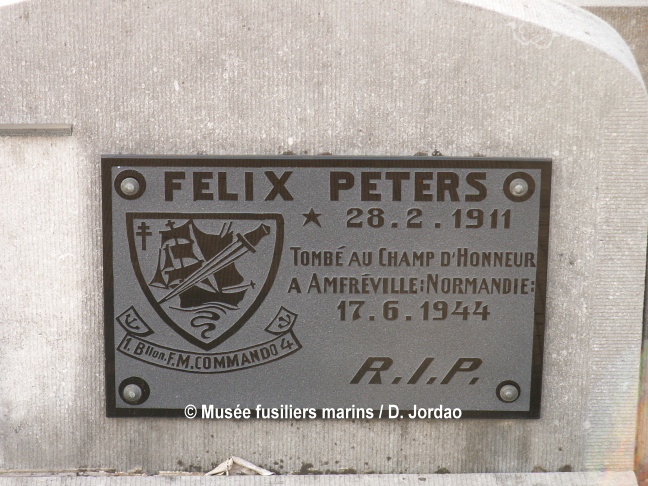 FELIX PETERS
★ 28.2.1911
TOMBÉ AU CHAMP D'HONNEUR
A AMFRÉVILLE:NORMANDIE:
17.6.1944
1. Bllon. F.M. COMMANDO 4
R.I.P.
© Musée fusiliers marins / D. Jordao